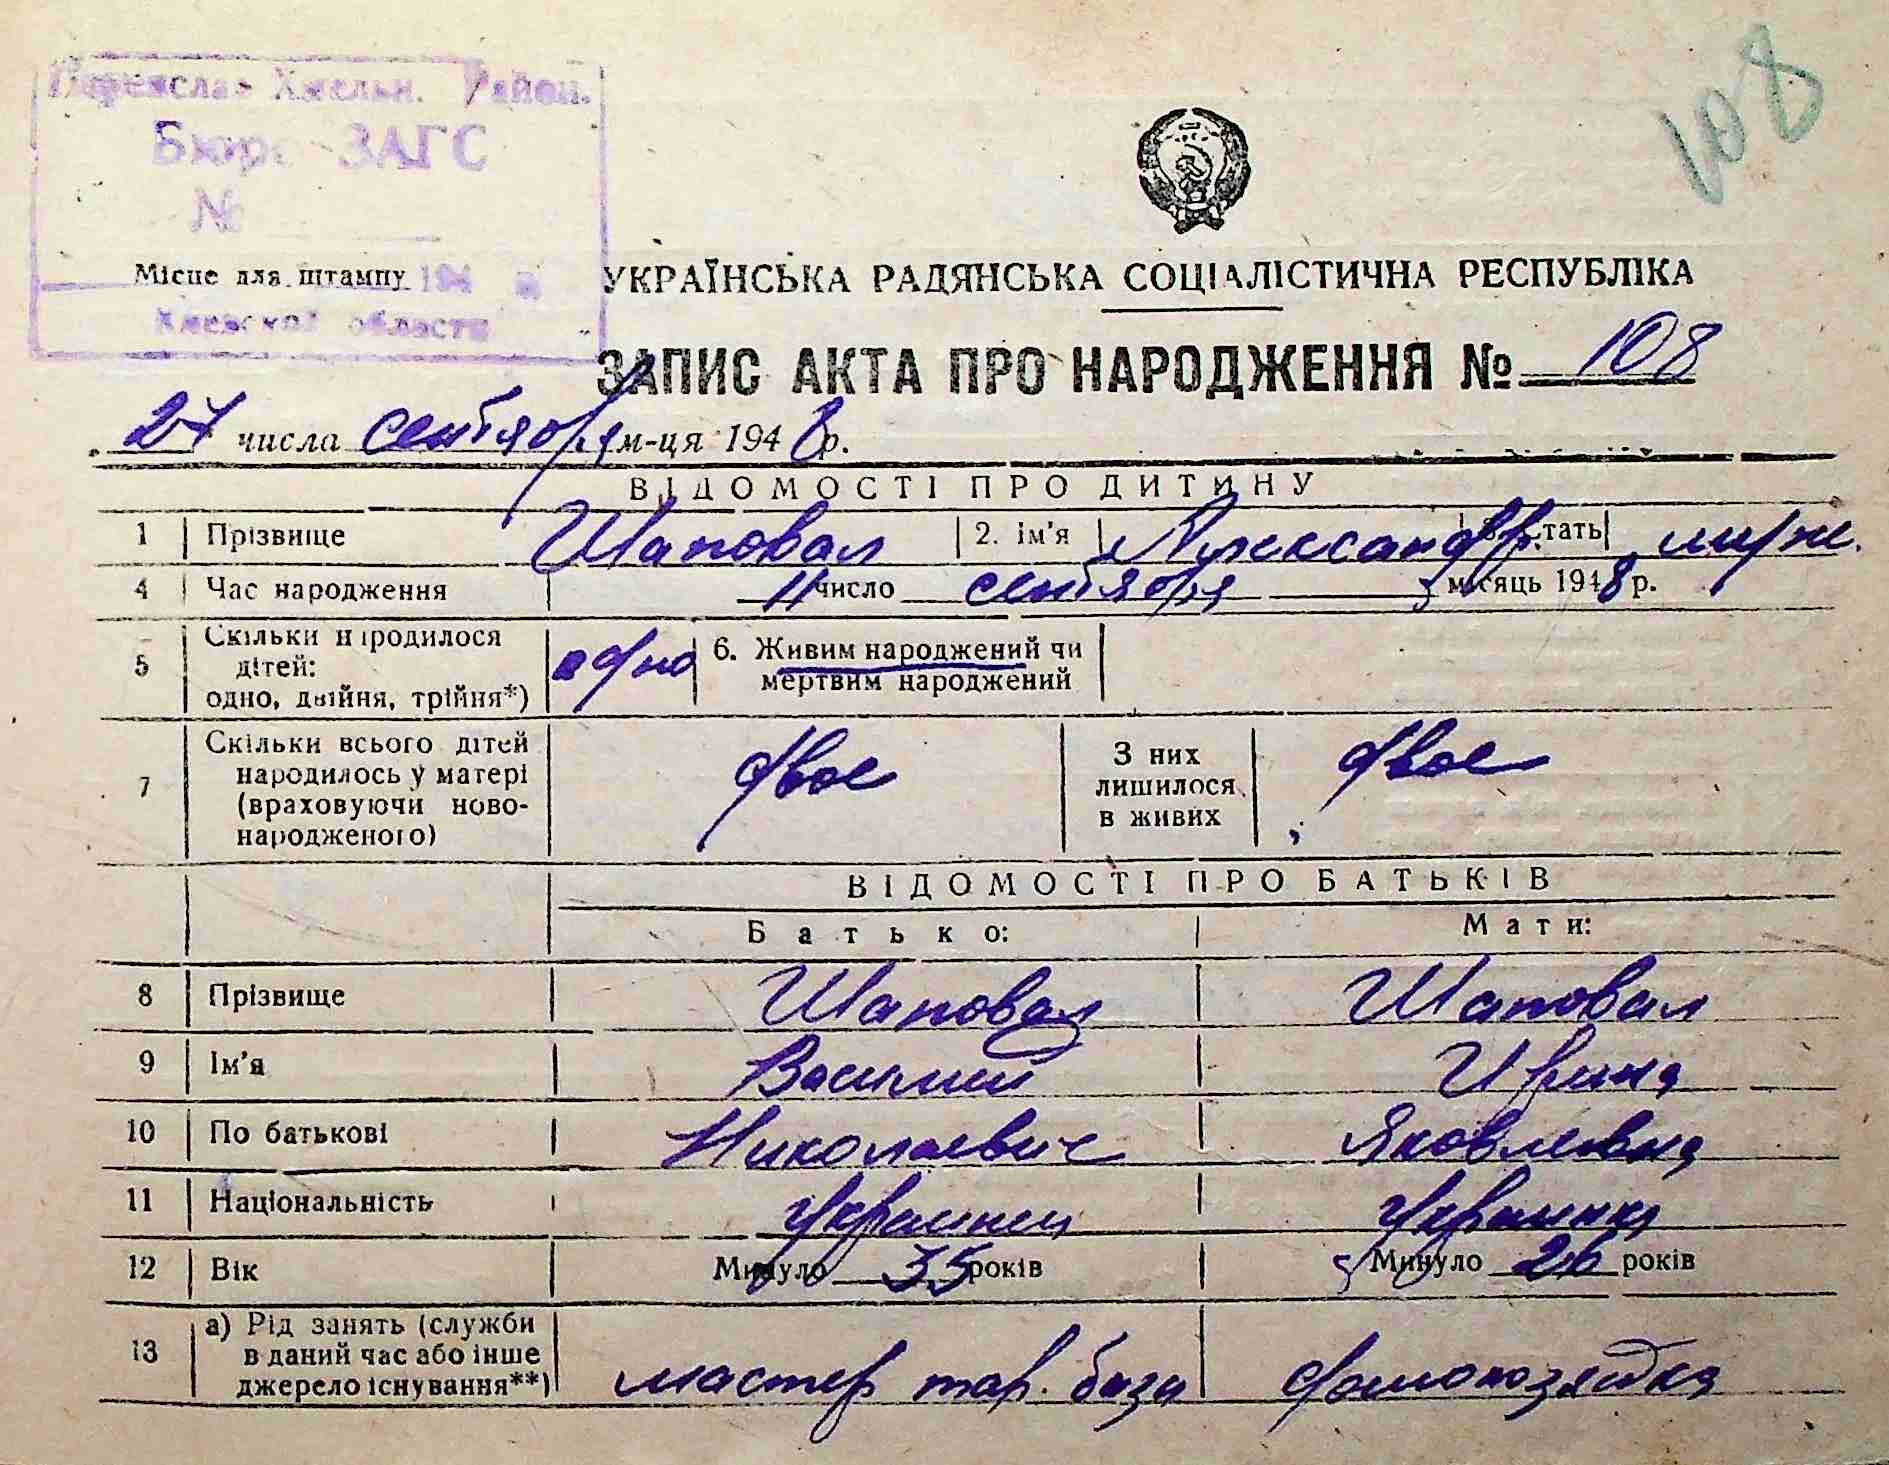 108
Переяслав Хмельн. Район.
Бюро ЗАГС
№
Місце для штампу 194
Киевской области
УКРАЇНСЬКА РАДЯНСЬКА СОЦІАЛІСТИЧНА РЕСПУБЛІКА
ЗАПИС АКТА ПРО НАРОДЖЕННЯ № 108
27 числа сентября м-ця 1948 р.
ВІДОМОСТІ ПРО ДИТИНУ
1 Прізвище Шаповал 2. Ім'я Александр. 3. Стать муж.
4 Час народження 11 число сентября місяць 1948 р.
5 Скільки народилося дітей: одно, двійня, трійня*) одно 6. Живим народжений чи мертвим народжений
7 Скільки всього дітей народилось у матері (враховуючи новонародженого) двое З них лишилося в живих двое
ВІДОМОСТІ ПРО БАТЬКІВ
Батько: Мати:
8 Прізвище Шаповал Шаповал
9 Ім'я Василий Ирина
10 По батькові Николаевич Яковлевна
11 Національність Украинец Украинка
12 Вік Минуло 35 років Минуло 26 років
13 а) Рід занять (служби в даний час або інше джерело існування**) мастер тар. база домохозяйка